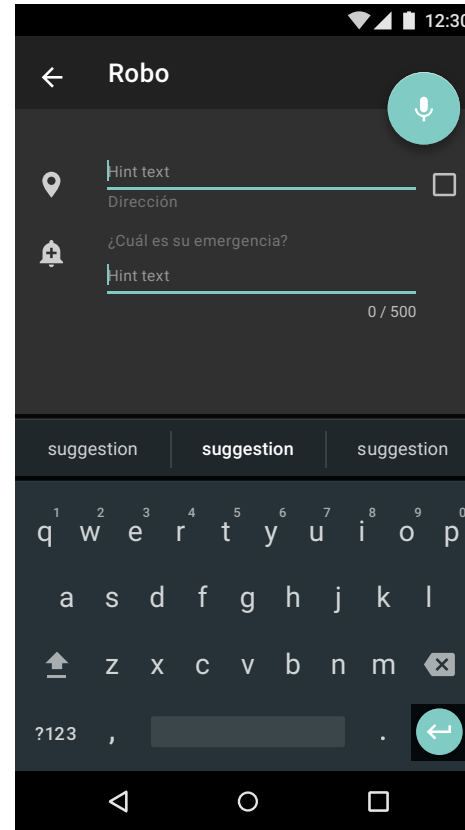 12:30
Robo
Hint text
Dirección
¿Cuál es su emergencia?
Hint text
0 / 500
suggestion suggestion suggestion
1 2 3 4 5 6 7 8 9 0
q w e r t y u i o p
a s d f g h j k l
z x c v b n m
?123 , .